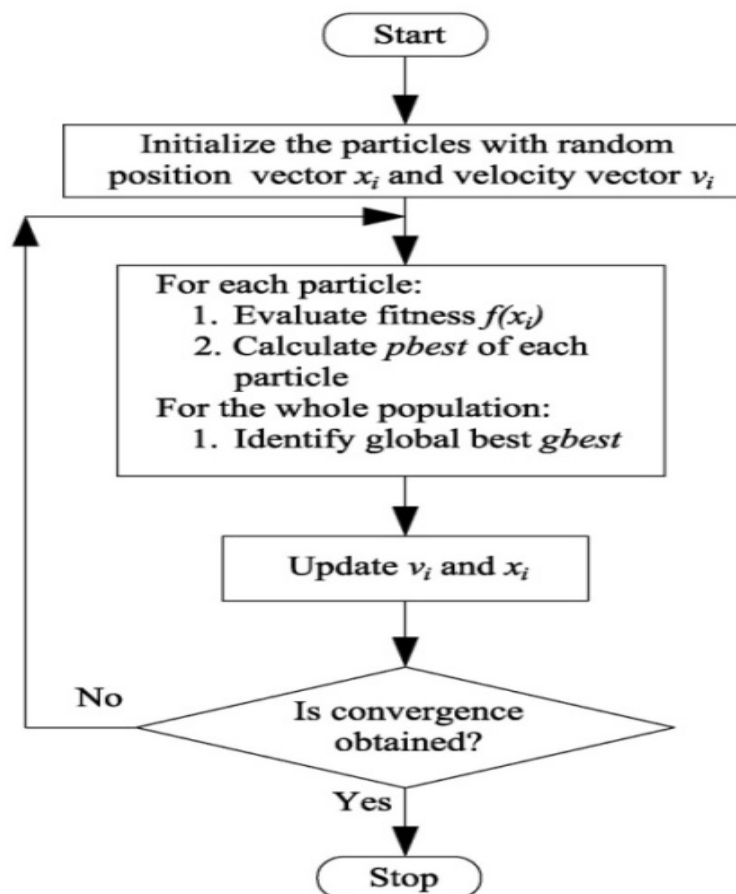 Start
Initialize the particles with random
position vector xᵢ and velocity vector vᵢ
For each particle:
1. Evaluate fitness f(xᵢ)
2. Calculate pbest of each
particle
For the whole population:
1. Identify global best gbest
Update vᵢ and xᵢ
No
Is convergence
obtained?
Yes
Stop